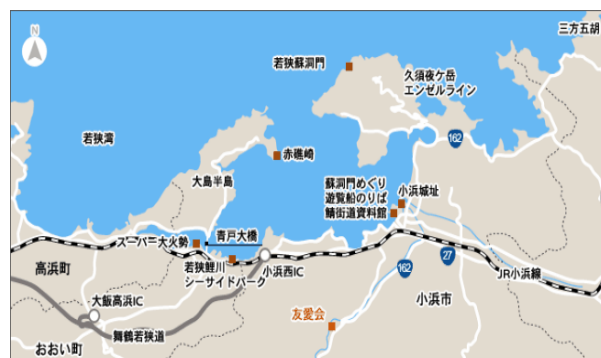 N
三方五胡
若狭蘇洞門
久須夜ケ岳
エンゼルライン
若狭湾
162
赤礁崎
大島半島
蘇洞門めぐり
遊覧船のりば
鯖街道資料館
小浜城址
スーパー大火勢
青戸大橋
高浜町
若狭鯉川
シーサイドパーク
小浜西IC
162
27
JR小浜線
大飯高浜IC
小浜市
友愛会
舞鶴若狭道
おおい町